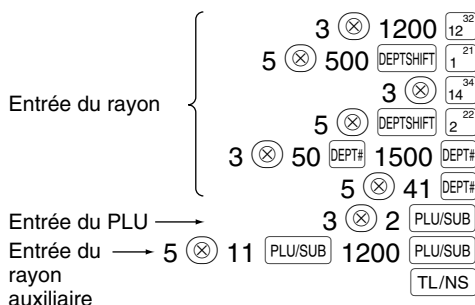 3 ⊗ 1200 12 32
5 ⊗ 500 DEPTSHIFT 1 21
3 ⊗ 14 34
Entrée du rayon
5 ⊗ DEPTSHIFT 2 22
3 ⊗ 50 DEPT# 1500 DEPT#
5 ⊗ 41 DEPT#
Entrée du PLU → 3 ⊗ 2 PLU/SUB
Entrée du → 5 ⊗ 11 PLU/SUB 1200 PLU/SUB
rayon
TL/NS
auxiliaire